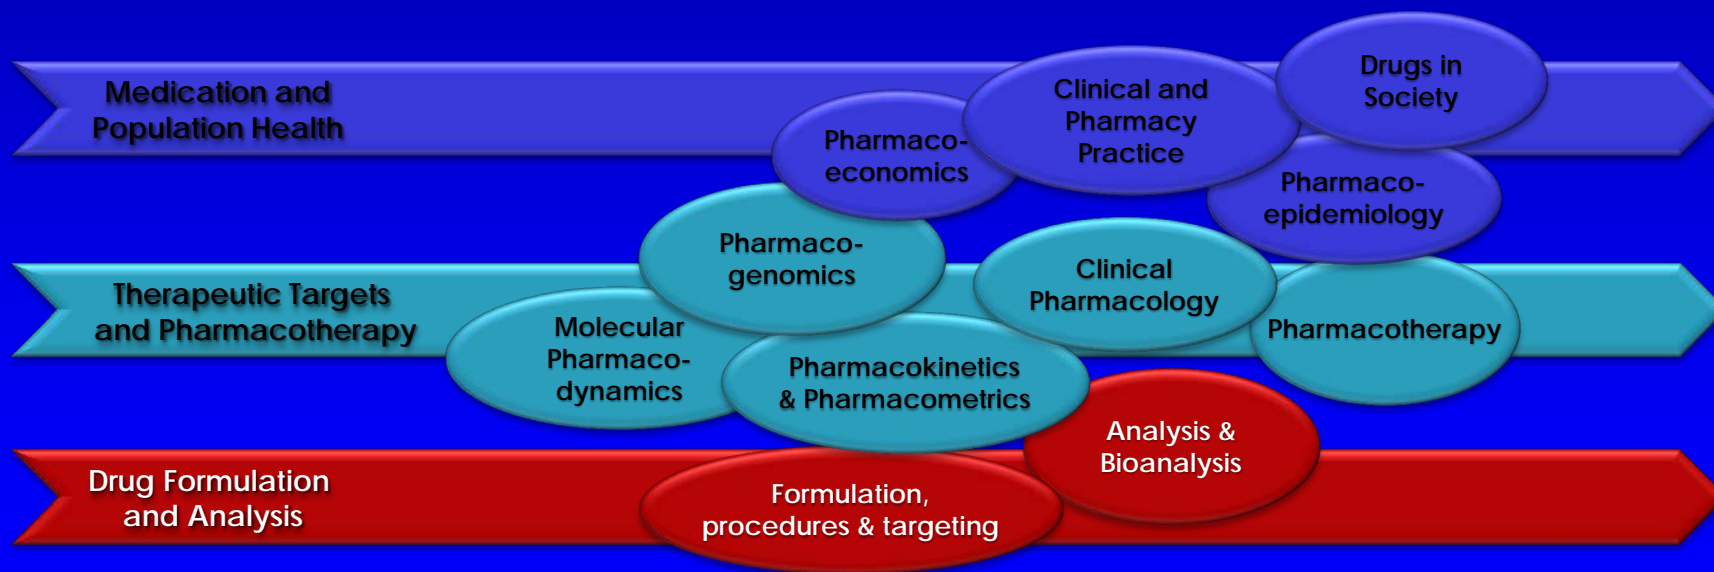 Medication and
Population Health
Pharmaco-
economics
Clinical and
Pharmacy
Practice
Drugs in
Society
Pharmaco-
epidemiology
Therapeutic Targets
and Pharmacotherapy
Molecular
Pharmaco-
dynamics
Pharmaco-
genomics
Pharmacokinetics
& Pharmacometrics
Clinical
Pharmacology
Pharmacotherapy
Drug Formulation
and Analysis
Formulation,
procedures & targeting
Analysis &
Bioanalysis